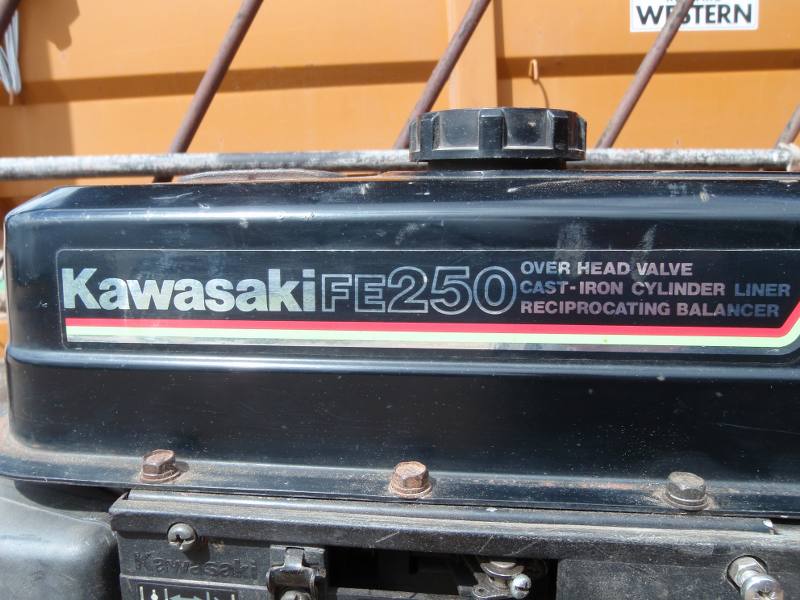 WESTERN
Kawasaki FE250
OVER HEAD VALVE
CAST-IRON CYLINDER LINER
RECIPROCATING BALANCER
Kawasaki